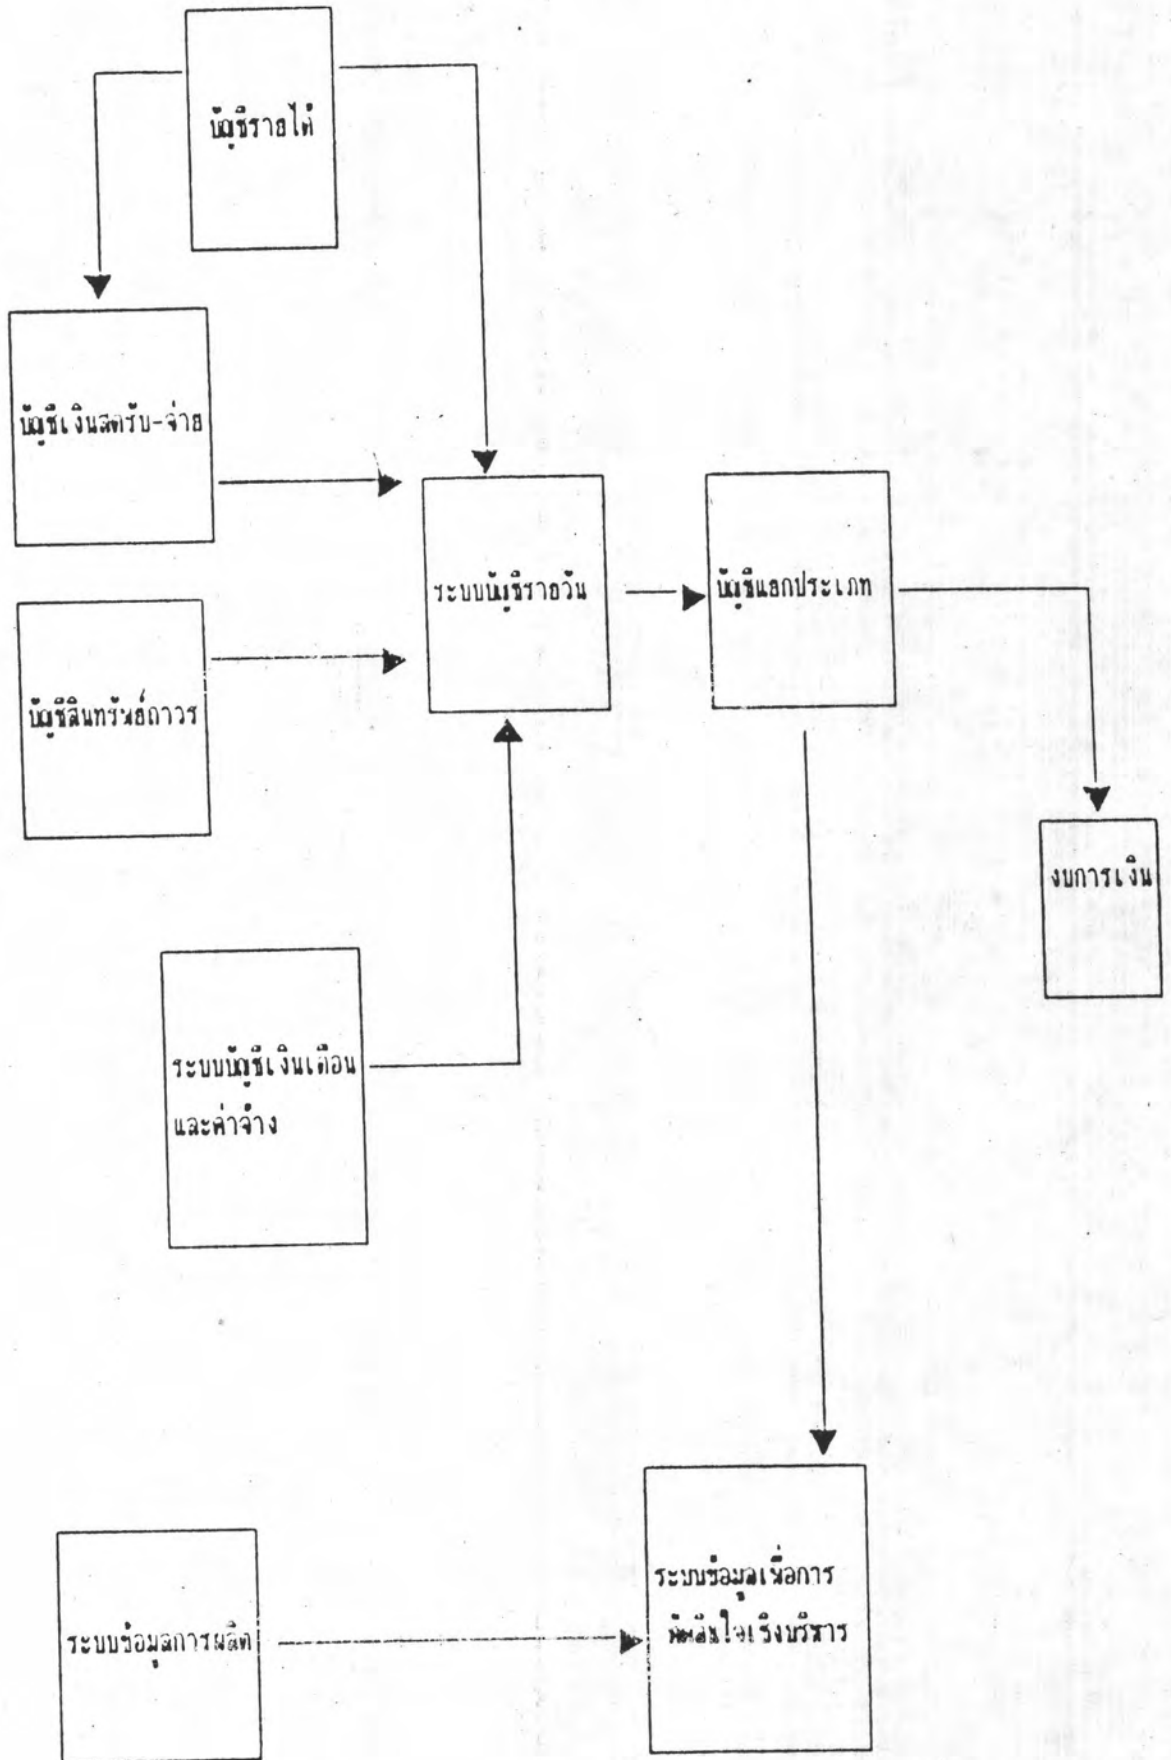 บัญชีรายได้
บัญชีเงินสดรับ-จ่าย
ระบบบัญชีรายวัน
บัญชีแยกประเภท
บัญชีสินทรัพย์ถาวร
งบการเงิน
ระบบบัญชีเงินเดือน
และค่าจ้าง
ระบบข้อมูลเพื่อการ
ตัดสินใจเชิงบริหาร
ระบบข้อมูลการผลิต